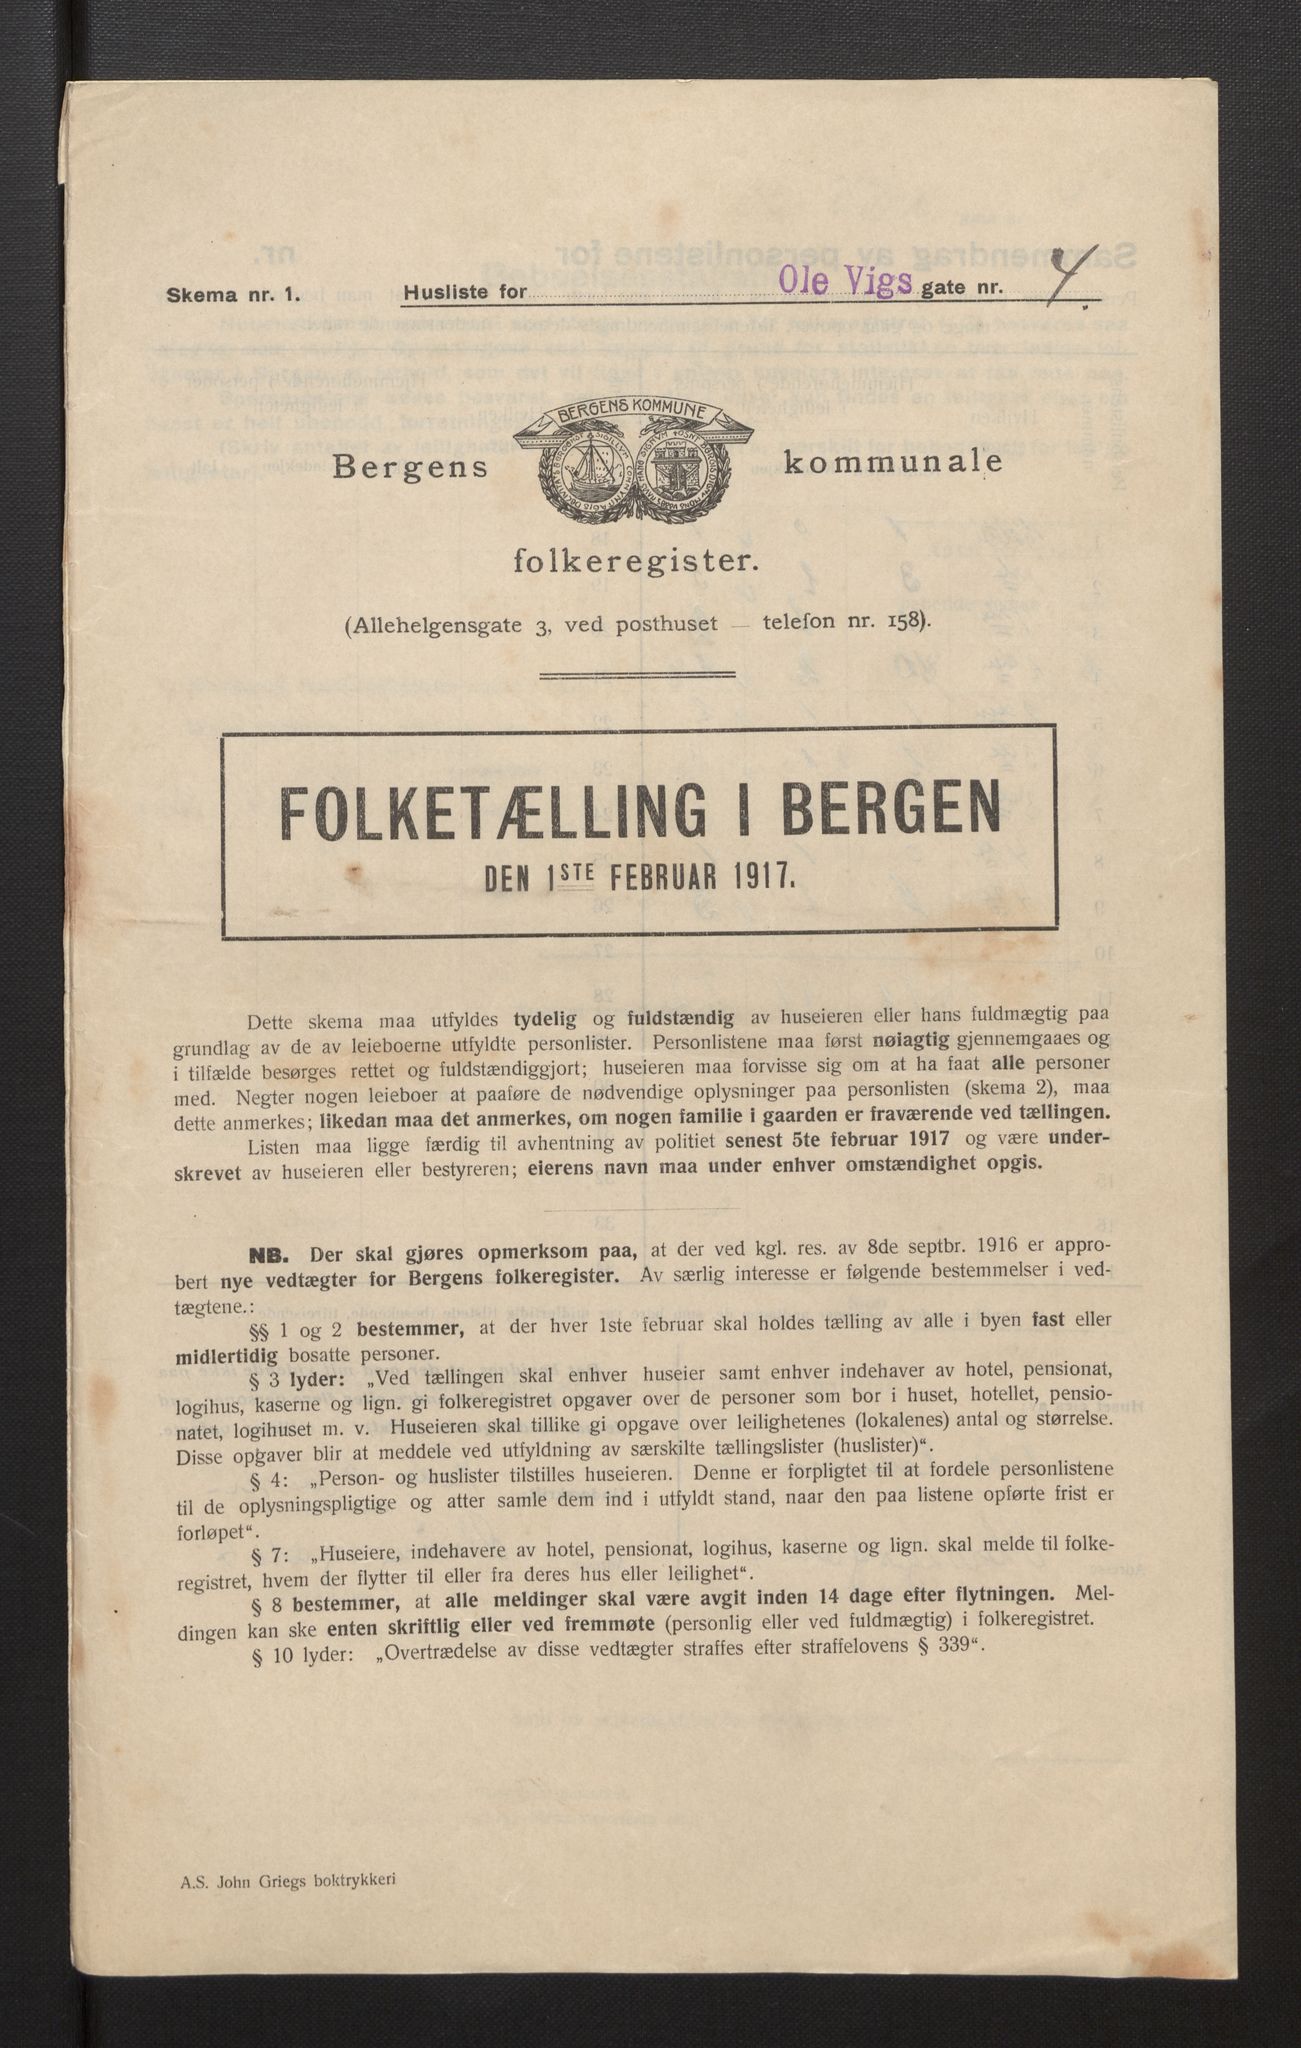 Skema nr. 1. Husliste for Ole Vigs gate nr. 4.
BERGENS KOMMUNE
Bergens kommunale
folkeregister.
(Allehelgensgate 3, ved posthuset — telefon nr. 158).
FOLKETÆLLING I BERGEN
DEN 1STE FEBRUAR 1917.
Dette skema maa utfyldes tydelig og fuldstændig av huseieren eller hans fuldmægtig paa
grundlag av de av leieboerne utfyldte personlister. Personlistene maa først nøiagtig gjennemgaaes og
i tilfælde besørges rettet og fuldstændiggjort; huseieren maa forvisse sig om at ha faat alle personer
med. Negter nogen leieboer at paaføre de nødvendige oplysninger paa personlisten (skema 2), maa
dette anmerkes; likedan maa det anmerkes, om nogen familie i gaarden er fraværende ved tællingen.
Listen maa ligge færdig til avhentning av politiet senest 5te februar 1917 og være under-
skrevet av huseieren eller bestyreren; eierens navn maa under enhver omstændighet opgis.
NB. Der skal gjøres opmerksom paa, at der ved kgl. res. av 8de septbr. 1916 er appro-
bert nye vedtægter for Bergens folkeregister. Av særlig interesse er følgende bestemmelser i ved-
tægtene.:
§§ 1 og 2 bestemmer, at der hver 1ste februar skal holdes tælling av alle i byen fast eller
midlertidig bosatte personer.
§ 3 lyder: „Ved tællingen skal enhver huseier samt enhver indehaver av hotel, pensionat,
logihus, kaserne og lign. gi folkeregistret opgaver over de personer som bor i huset, hotellet, pensio-
natet, logihuset m. v. Huseieren skal tillike gi opgave over leilighetenes (lokalenes) antal og størrelse.
Disse opgaver blir at meddele ved utfyldning av særskilte tællingslister (huslister)“.
§ 4: „Person- og huslister tilstilles huseieren. Denne er forpligtet til at fordele personlistene
til de oplysningspligtige og atter samle dem ind i utfyldt stand, naar den paa listene opførte frist er
forløpet“.
§ 7: „Huseiere, indehavere av hotel, pensionat, logihus, kaserne og lign. skal melde til folke-
registret, hvem der flytter til eller fra deres hus eller leilighet“.
§ 8 bestemmer, at alle meldinger skal være avgit inden 14 dage efter flytningen. Mel-
dingen kan ske enten skriftlig eller ved fremmøte (personlig eller ved fuldmægtig) i folkeregistret.
§ 10 lyder: „Overtrædelse av disse vedtægter straffes efter straffelovens § 339“.
A.S. John Griegs boktrykkeri